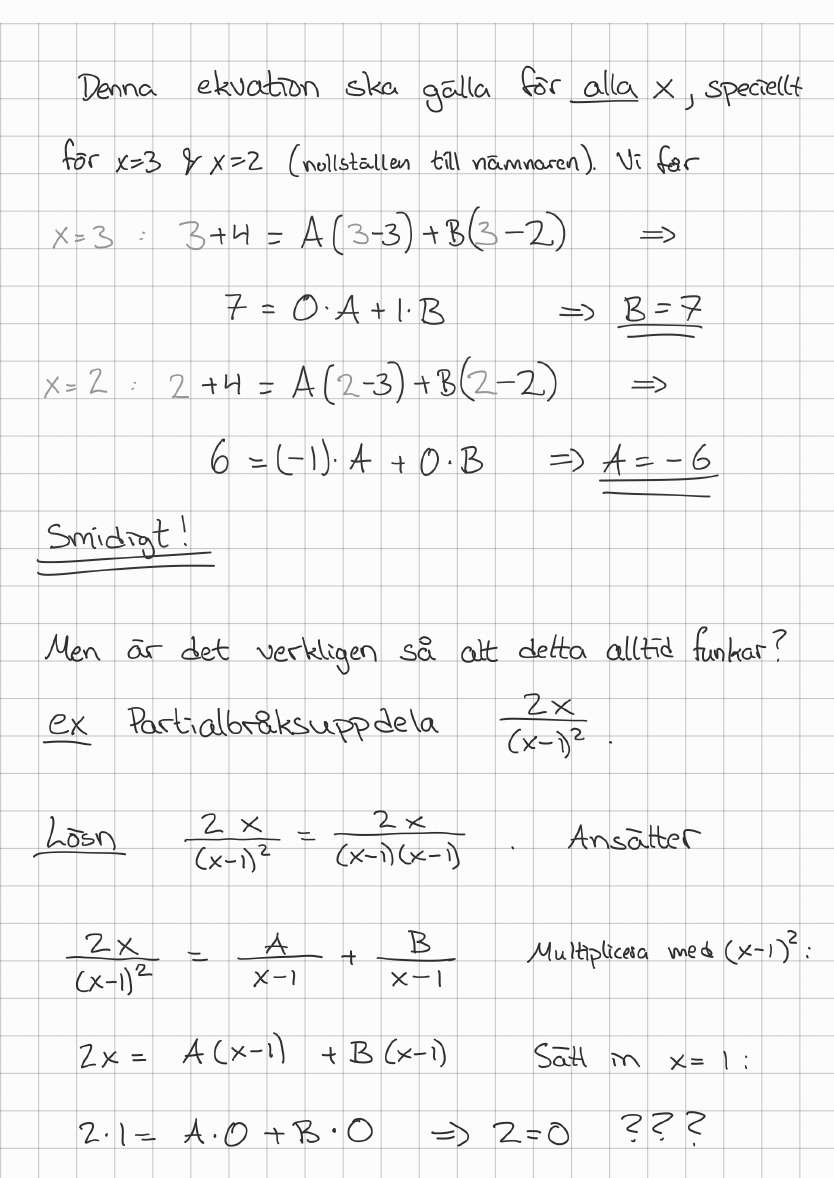 Denna ekvation ska gälla för alla x, speciellt
för x=3 & x=2 (nollställen till nämnaren). Vi får
x=3 : 3+4 = A(3-3)+B(3-2) ⇒
7 = 0·A + 1·B ⇒ B=7
x=2 : 2+4 = A(2-3)+B(2-2) ⇒
6 = (-1)·A + 0·B ⇒ A = -6
Smidigt!
Men är det verkligen så att detta alltid funkar?
ex Partialbråksuppdela 2x/(x-1)².
Lösn 2x/(x-1)² = 2x/((x-1)(x-1)). Ansätter
2x/(x-1)² = A/(x-1) + B/(x-1) Multiplicera med (x-1)²:
2x = A(x-1) + B(x-1) Sätt in x=1:
2·1 = A·0 + B·0 ⇒ 2=0 ???